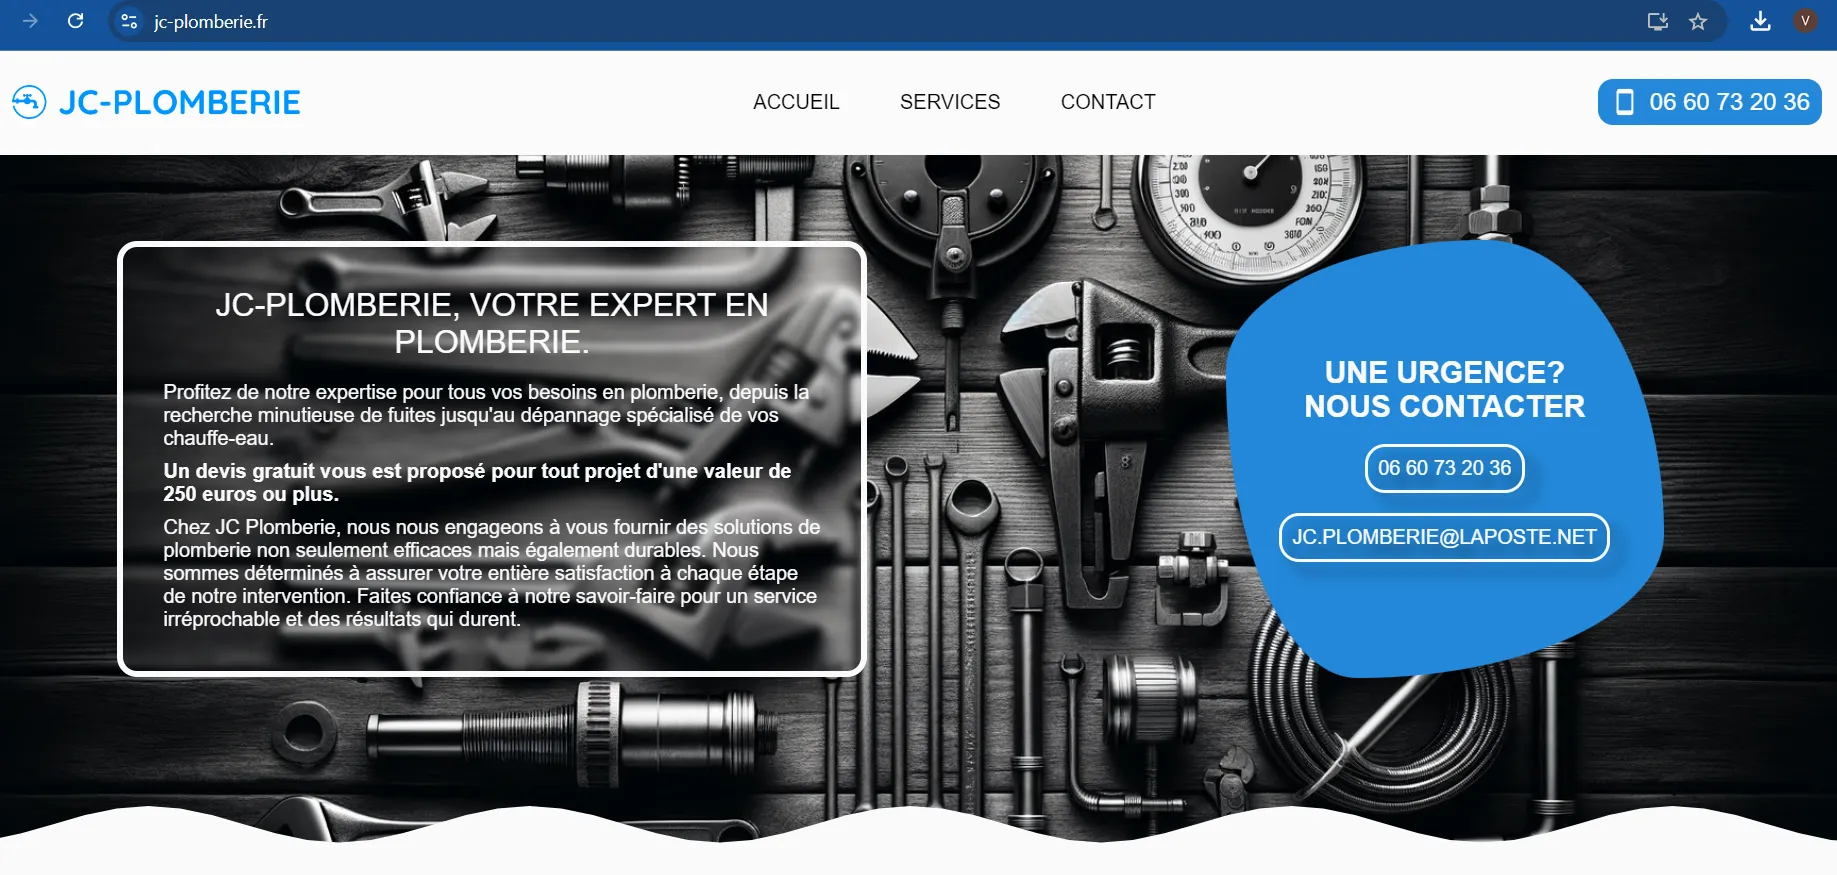 jc-plomberie.fr
V
JC-PLOMBERIE
ACCUEIL
SERVICES
CONTACT
06 60 73 20 36
JC-PLOMBERIE, VOTRE EXPERT EN
PLOMBERIE.
Profitez de notre expertise pour tous vos besoins en plomberie, depuis la
recherche minutieuse de fuites jusqu'au dépannage spécialisé de vos
chauffe-eau.
Un devis gratuit vous est proposé pour tout projet d'une valeur de
250 euros ou plus.
Chez JC Plomberie, nous nous engageons à vous fournir des solutions de
plomberie non seulement efficaces mais également durables. Nous
sommes déterminés à assurer votre entière satisfaction à chaque étape
de notre intervention. Faites confiance à notre savoir-faire pour un service
irréprochable et des résultats qui durent.
UNE URGENCE?
NOUS CONTACTER
06 60 73 20 36
JC.PLOMBERIE@LAPOSTE.NET